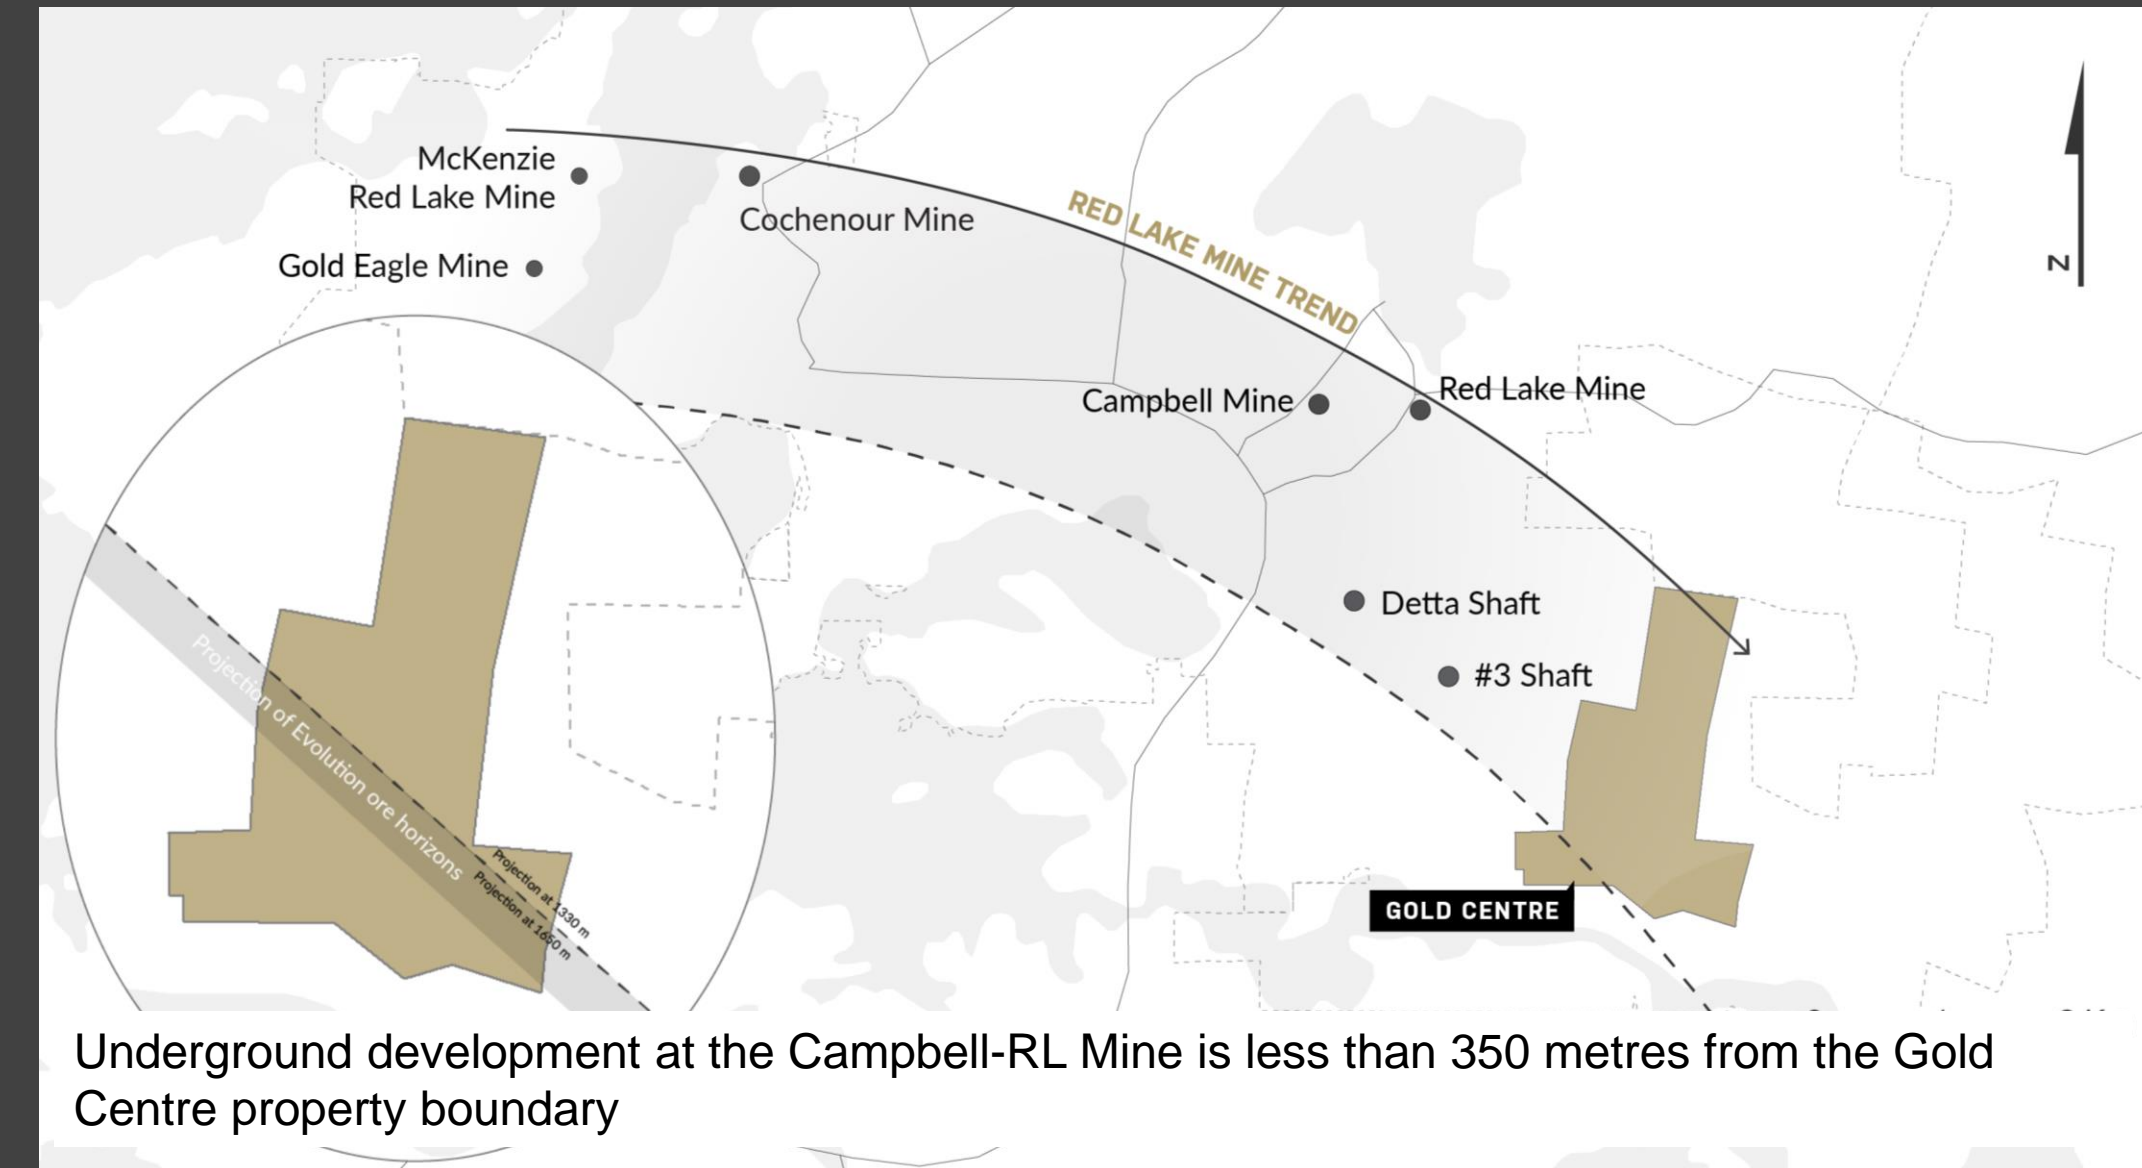 McKenzie
Red Lake Mine
Cochenour Mine
Gold Eagle Mine
RED LAKE MINE TREND
N
Campbell Mine
Red Lake Mine
Detta Shaft
#3 Shaft
GOLD CENTRE
Projection of Evolution ore horizons
Projection at 1330 m
Projection at 1650 m
Underground development at the Campbell-RL Mine is less than 350 metres from the Gold
Centre property boundary